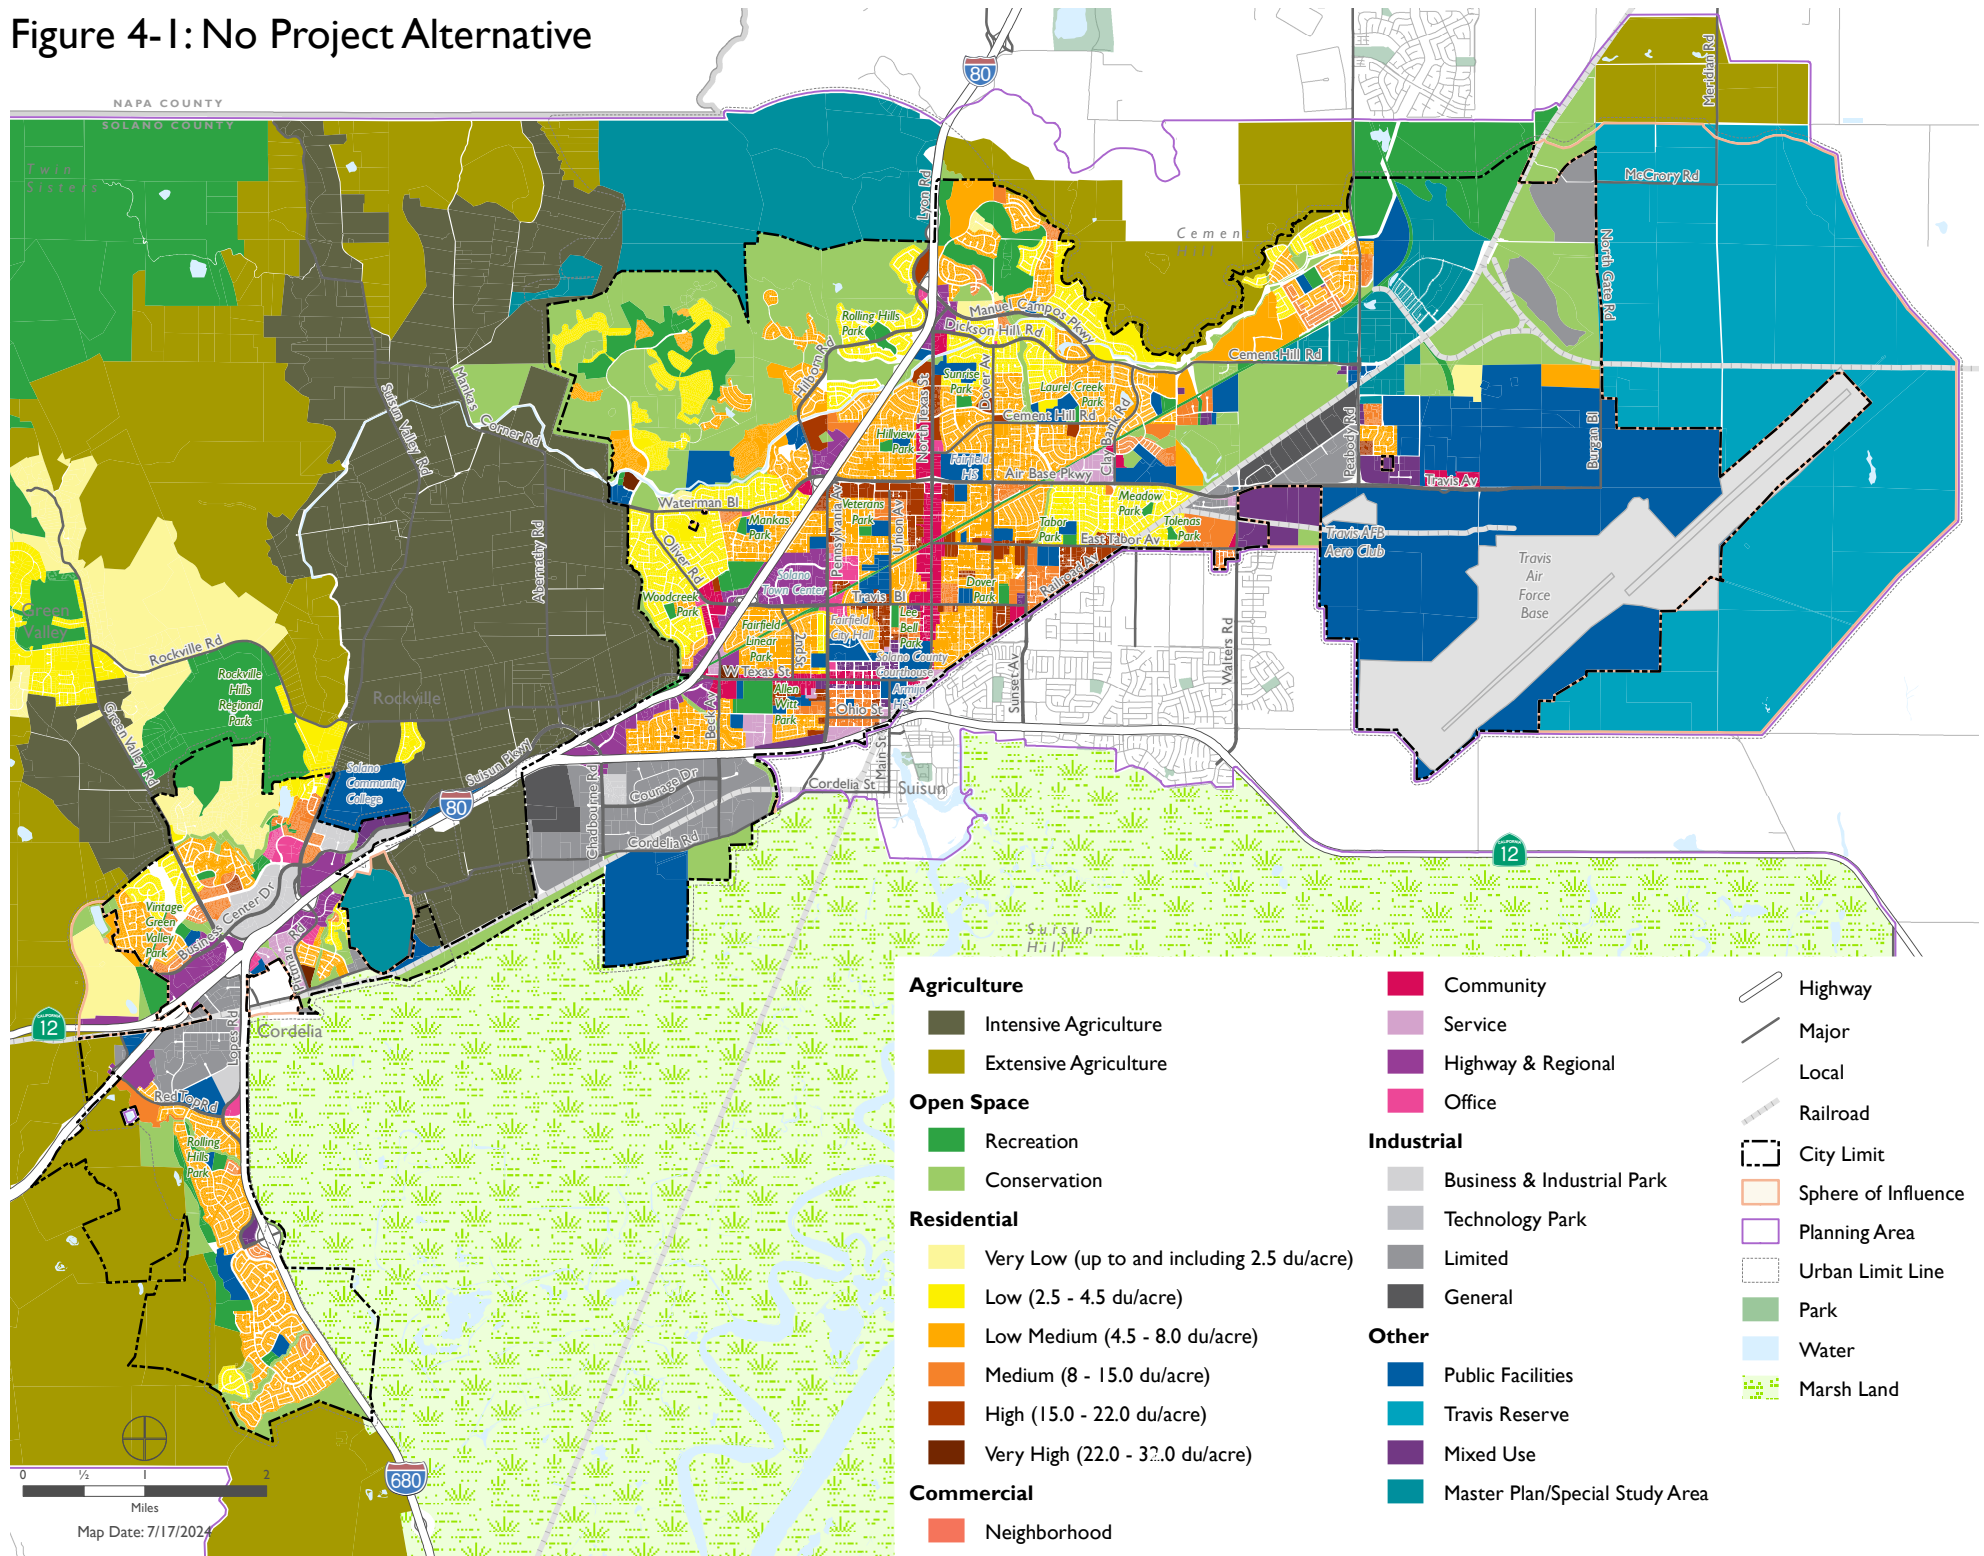 Figure 4-1: No Project Alternative
80
NAPA COUNTY
SOLANO COUNTY
Twin
Sisters
Meridian Rd
McCrory Rd
Lyon Rd
Cement
Hill
North Gate Rd
Rolling Hills
Park
Manuel Campos Pkwy
Dickson Hill Rd
Hilborn Rd
Cement Hill Rd
Mankas Corner Rd
Suisun Valley Rd
Sunrise
Park
Dover Av
Laurel Creek
Park
North Texas St
Cement Hill Rd
Clay Bank Rd
Peabody Rd
Burgan Bl
Hillview
Park
Fairfield
HS
Air Base Pkwy
Travis Av
Waterman Bl
Pennsylvania Av
Veterans
Park
Union Av
Meadow
Park
Mankas
Park
Tabor
Park
Tolenas
Park
East Tabor Av
Travis AFB
Aero Club
Abernathy Rd
Oliver Rd
Solano
Town Center
Dover
Park
Railroad Av
Travis
Air
Force
Base
Green
Valley
Woodcreek
Park
Travis Bl
Lee
Bell
Park
Fairfield
Linear
Park
2nd St
Fairfield
City Hall
Rockville Rd
Rockville
Hills
Regional
Park
Rockville
W Texas St
Solano County
Courthouse
Sunset Av
Walters Rd
Allen
Witt
Park
Armijo
HS
Beck Av
Ohio St
Green Valley Rd
Suisun Pkwy
Main St
Solano
Community
College
80
Chadbourne Rd
Courage Dr
Cordelia St
Suisun
Cordelia Rd
12
Business Center Dr
Vintage
Green
Valley
Park
Pittman Rd
Suisun
Hill
12
Lopes Rd
Cordelia
Red Top Rd
Rolling
Hills
Park
680
0
½
1
2
Miles
Map Date: 7/17/2024
Agriculture
Intensive Agriculture
Extensive Agriculture
Open Space
Recreation
Conservation
Residential
Very Low (up to and including 2.5 du/acre)
Low (2.5 - 4.5 du/acre)
Low Medium (4.5 - 8.0 du/acre)
Medium (8 - 15.0 du/acre)
High (15.0 - 22.0 du/acre)
Very High (22.0 - 32.0 du/acre)
Commercial
Neighborhood
Community
Service
Highway & Regional
Office
Industrial
Business & Industrial Park
Technology Park
Limited
General
Other
Public Facilities
Travis Reserve
Mixed Use
Master Plan/Special Study Area
Highway
Major
Local
Railroad
City Limit
Sphere of Influence
Planning Area
Urban Limit Line
Park
Water
Marsh Land